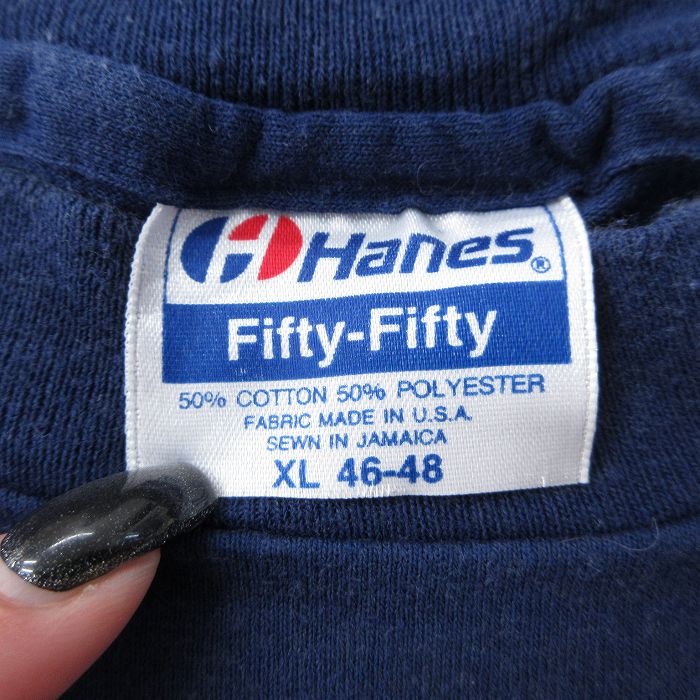 Hanes®
Fifty-Fifty
50% COTTON 50% POLYESTER
FABRIC MADE IN U.S.A.
SEWN IN JAMAICA
XL 46-48